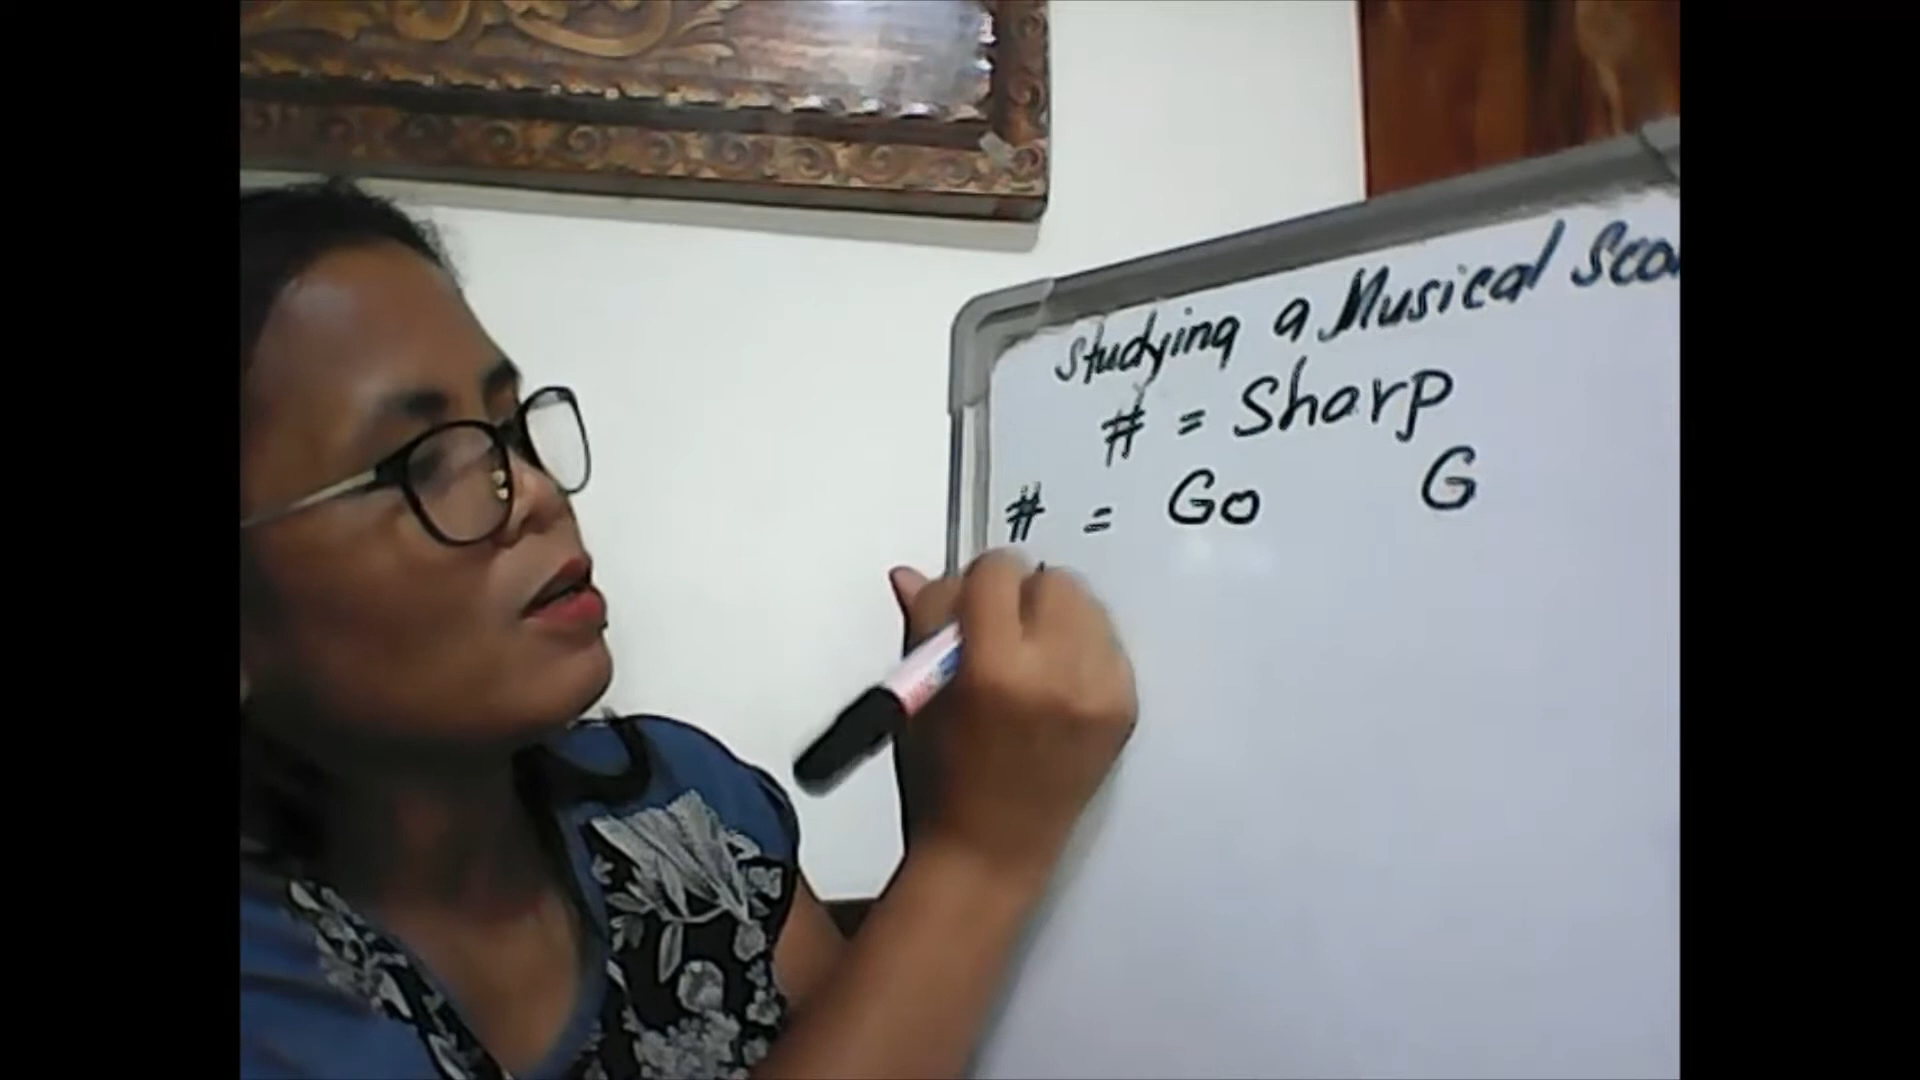 Studying a Musical Sco
# = Sharp
# = Go G